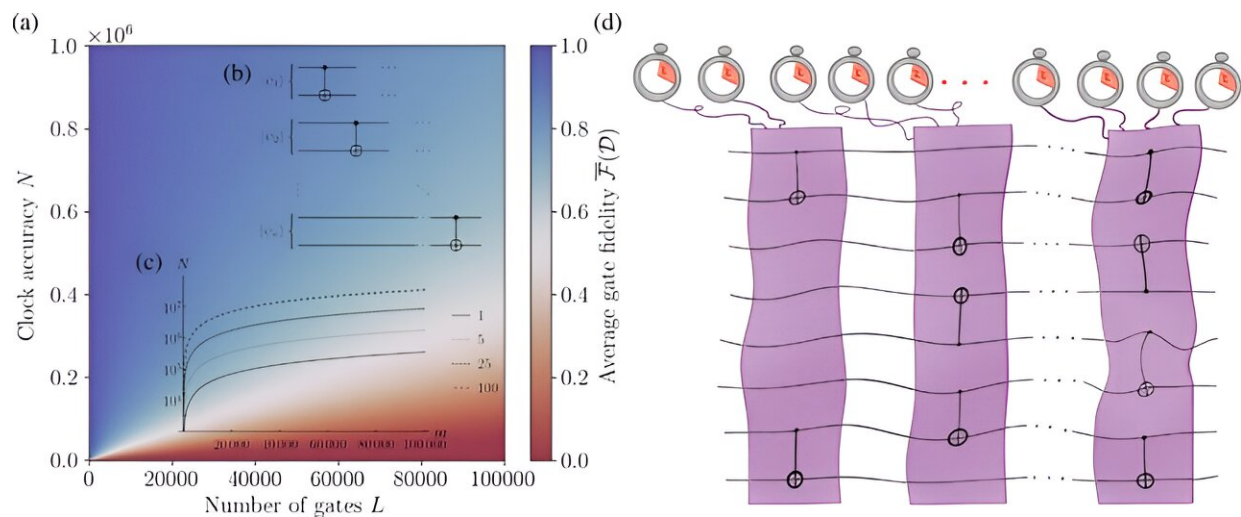 (a)
×10⁶
1.0
0.8
0.6
0.4
0.2
0.0
Clock accuracy N
0
20000
40000
60000
80000
100000
Number of gates L
(b)
(c)
N
m
1
5
25
100
1.0
0.8
0.6
0.4
0.2
0.0
Average gate fidelity F̅(D)
(d)